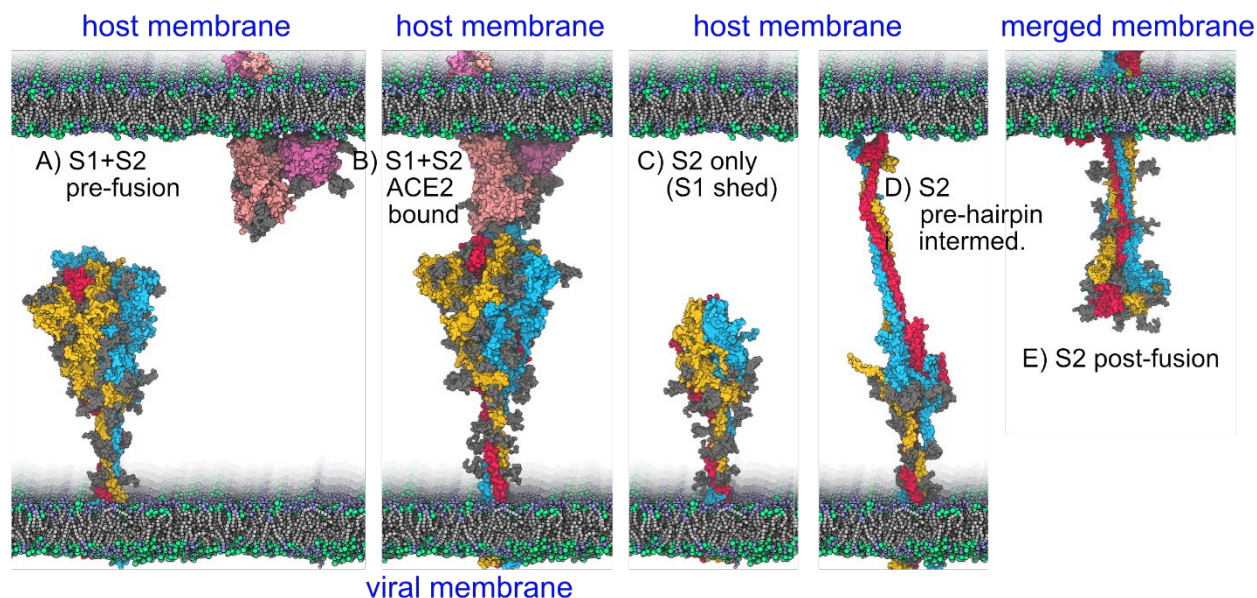 host membrane
host membrane
host membrane
merged membrane
A) S1+S2
pre-fusion
B) S1+S2
ACE2
bound
C) S2 only
(S1 shed)
D) S2
pre-hairpin
intermed.
E) S2 post-fusion
viral membrane